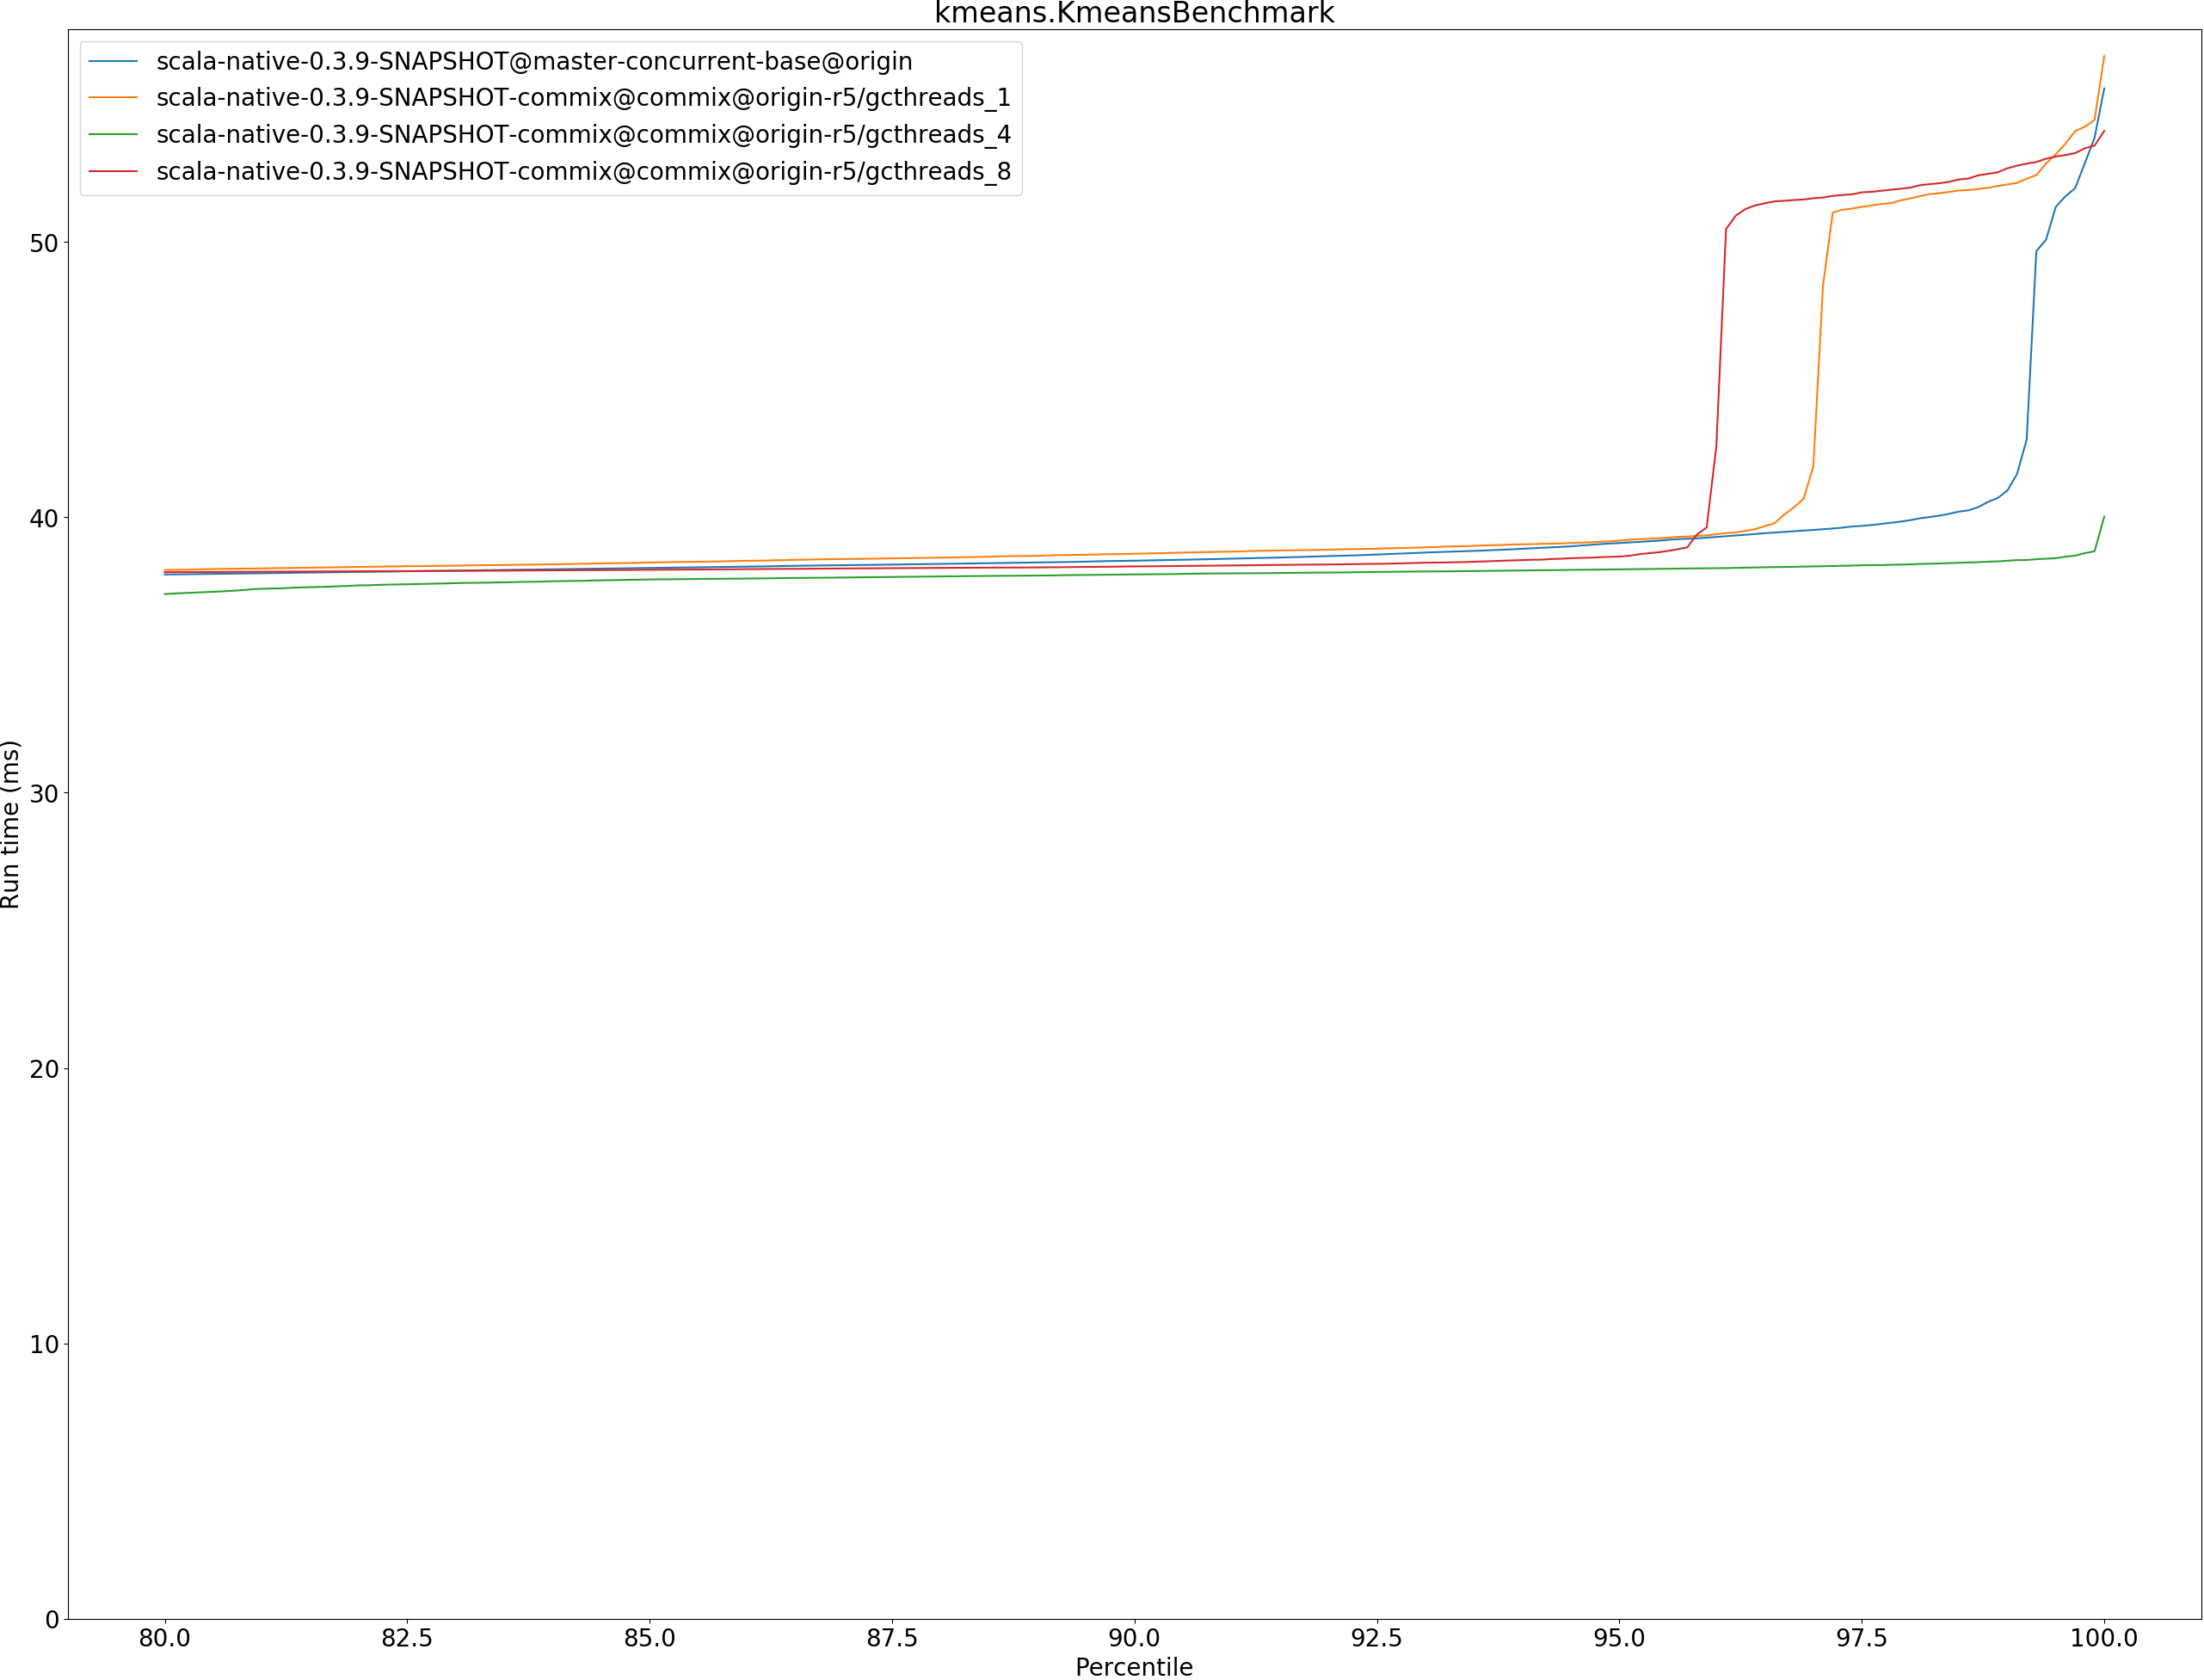 kmeans.KmeansBenchmark
scala-native-0.3.9-SNAPSHOT@master-concurrent-base@origin
scala-native-0.3.9-SNAPSHOT-commix@commix@origin-r5/gcthreads_1
scala-native-0.3.9-SNAPSHOT-commix@commix@origin-r5/gcthreads_4
scala-native-0.3.9-SNAPSHOT-commix@commix@origin-r5/gcthreads_8
50
40
30
20
10
0
Run time (ms)
80.0 82.5 85.0 87.5 90.0 92.5 95.0 97.5 100.0
Percentile